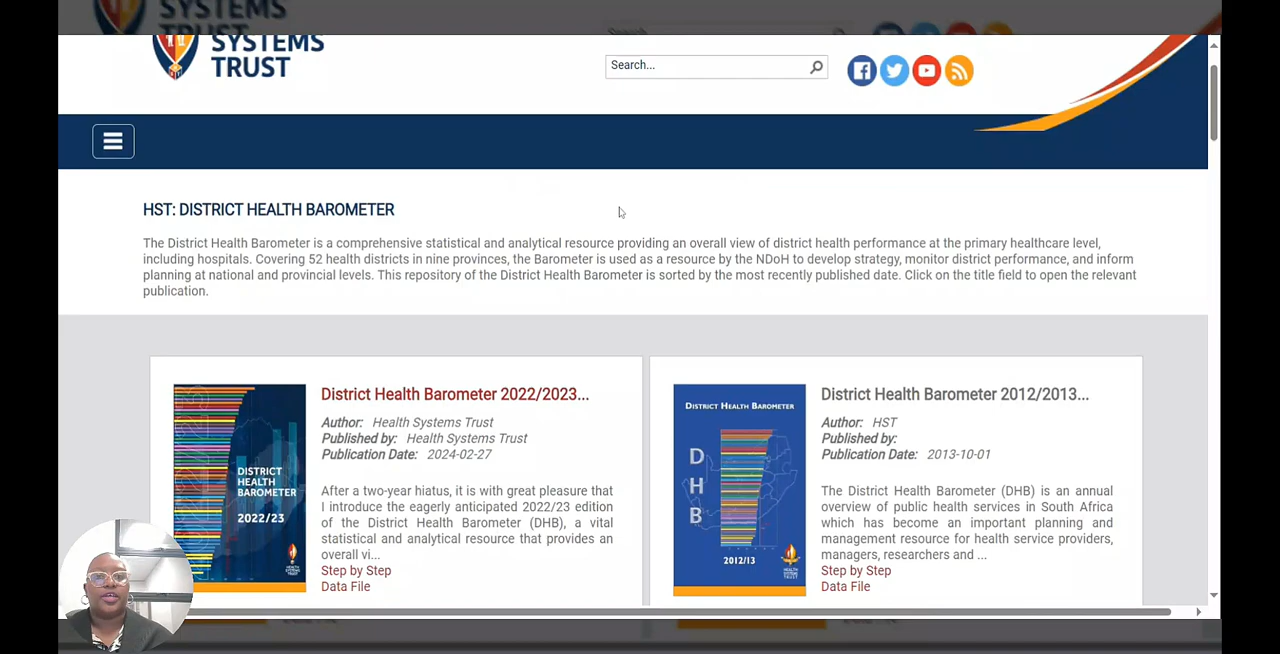 SYSTEMS
TRUST
SYSTEMS
TRUST
Search...
HST: DISTRICT HEALTH BAROMETER
The District Health Barometer is a comprehensive statistical and analytical resource providing an overall view of district health performance at the primary healthcare level,
including hospitals. Covering 52 health districts in nine provinces, the Barometer is used as a resource by the NDoH to develop strategy, monitor district performance, and inform
planning at national and provincial levels. This repository of the District Health Barometer is sorted by the most recently published date. Click on the title field to open the relevant
publication.
DISTRICT
HEALTH
BAROMETER
2022/23
HEALTH
SYSTEMS
TRUST
District Health Barometer 2022/2023...
Author: Health Systems Trust
Published by: Health Systems Trust
Publication Date: 2024-02-27
After a two-year hiatus, it is with great pleasure that
I introduce the eagerly anticipated 2022/23 edition
of the District Health Barometer (DHB), a vital
statistical and analytical resource that provides an
overall vi...
Step by Step
Data File
DISTRICT HEALTH BAROMETER
D
H
B
2012/13
HEALTH
SYSTEMS
TRUST
District Health Barometer 2012/2013...
Author: HST
Published by:
Publication Date: 2013-10-01
The District Health Barometer (DHB) is an annual
overview of public health services in South Africa
which has become an important planning and
management resource for health service providers,
managers, researchers and ...
Step by Step
Data File